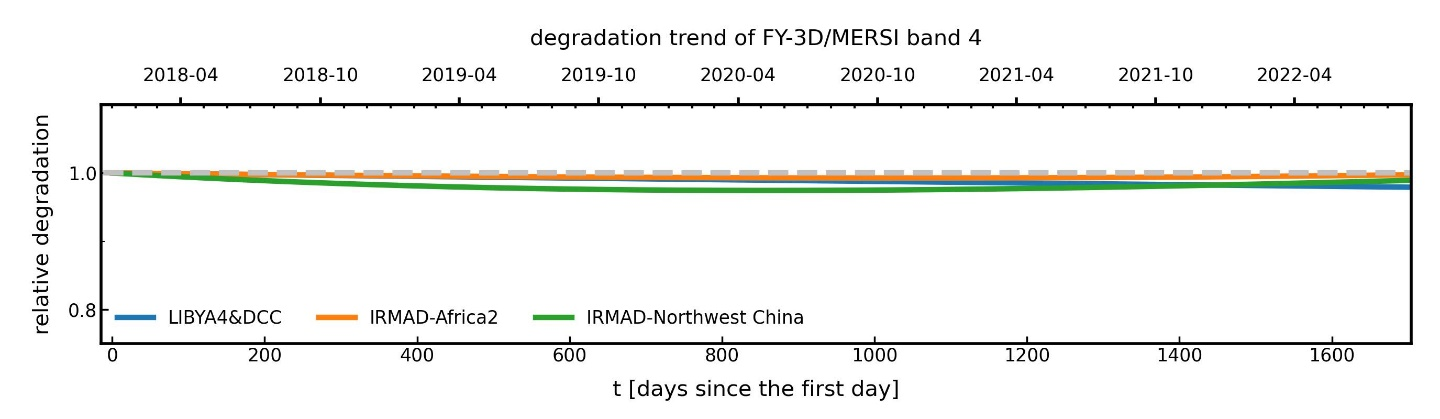 degradation trend of FY-3D/MERSI band 4
2018-04 2018-10 2019-04 2019-10 2020-04 2020-10 2021-04 2021-10 2022-04
relative degradation
1.0
0.8
LIBYA4&DCC IRMAD-Africa2 IRMAD-Northwest China
0 200 400 600 800 1000 1200 1400 1600
t [days since the first day]